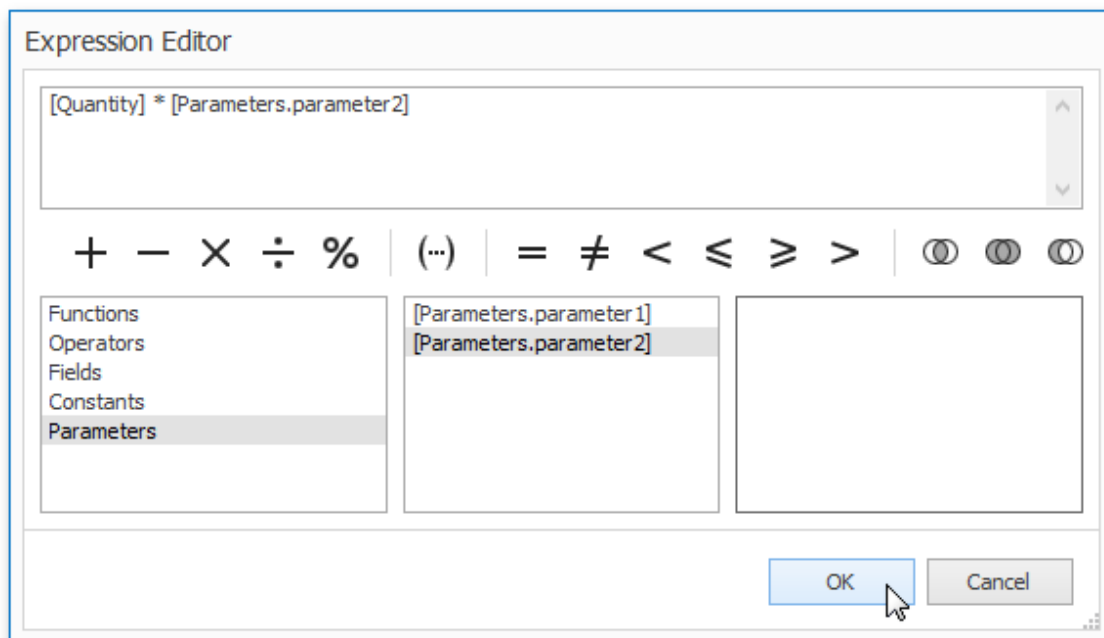 Expression Editor
[Quantity] * [Parameters.parameter2]
+ − × ÷ % (...) = ≠ < ⩽ ⩾ >
Functions
Operators
Fields
Constants
Parameters
[Parameters.parameter1]
[Parameters.parameter2]
OK Cancel